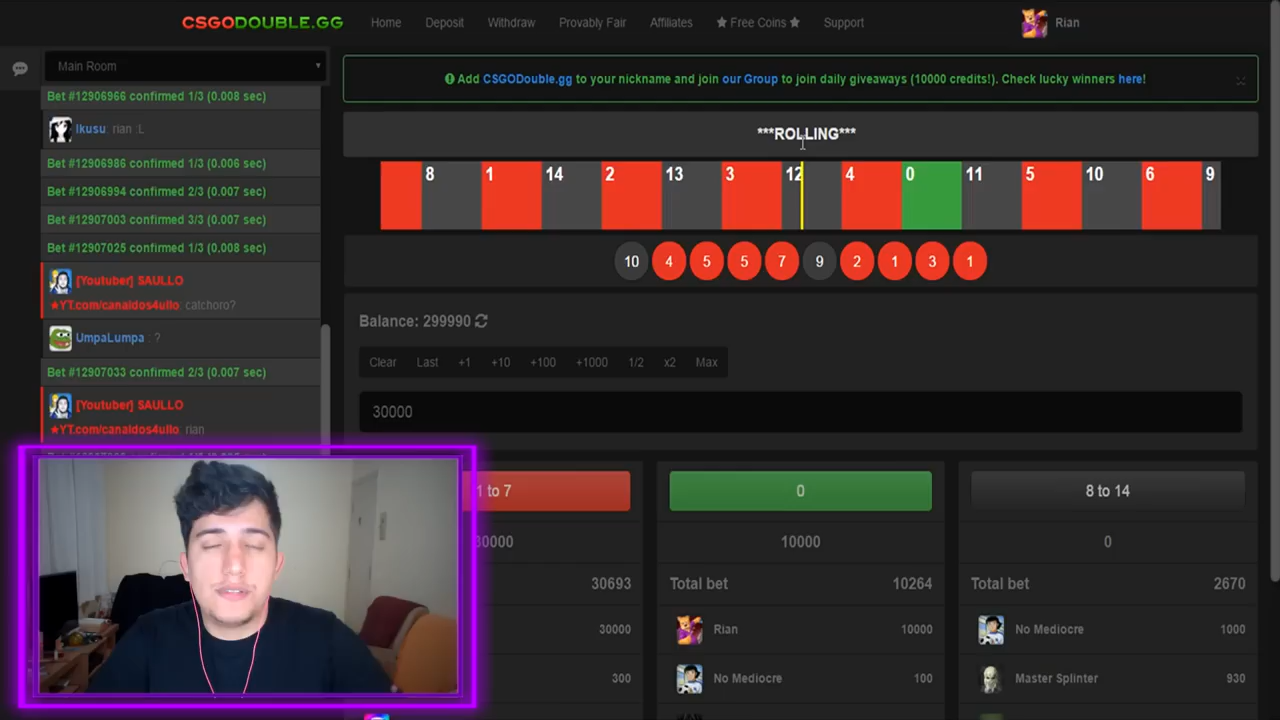 CSGODOUBLE.GG
Home Deposit Withdraw Provably Fair Affiliates ★ Free Coins ★ Support Rian
Main Room
Add CSGODouble.gg to your nickname and join our Group to join daily giveaways (10000 credits!). Check lucky winners here!
Bet #12906966 confirmed 1/3 (0.008 sec)
Ikusu: rian :L
Bet #12906986 confirmed 1/3 (0.006 sec)
Bet #12906994 confirmed 2/3 (0.007 sec)
Bet #12907003 confirmed 3/3 (0.007 sec)
Bet #12907025 confirmed 1/3 (0.008 sec)
[Youtuber] SAULLO
★YT.com/canaldos4ullo: catchoro?
UmpaLumpa : ?
Bet #12907033 confirmed 2/3 (0.007 sec)
[Youtuber] SAULLO
★YT.com/canaldos4ullo: rian
***ROLLING***
8 1 14 2 13 3 12 4 0 11 5 10 6 9
10 4 5 5 7 9 2 1 3 1
Balance: 299990
Clear Last +1 +10 +100 +1000 1/2 x2 Max
30000
1 to 7
30000
30693
30000
300
0
10000
Total bet 10264
Rian 10000
No Mediocre 100
8 to 14
0
Total bet 2670
No Mediocre 1000
Master Splinter 930